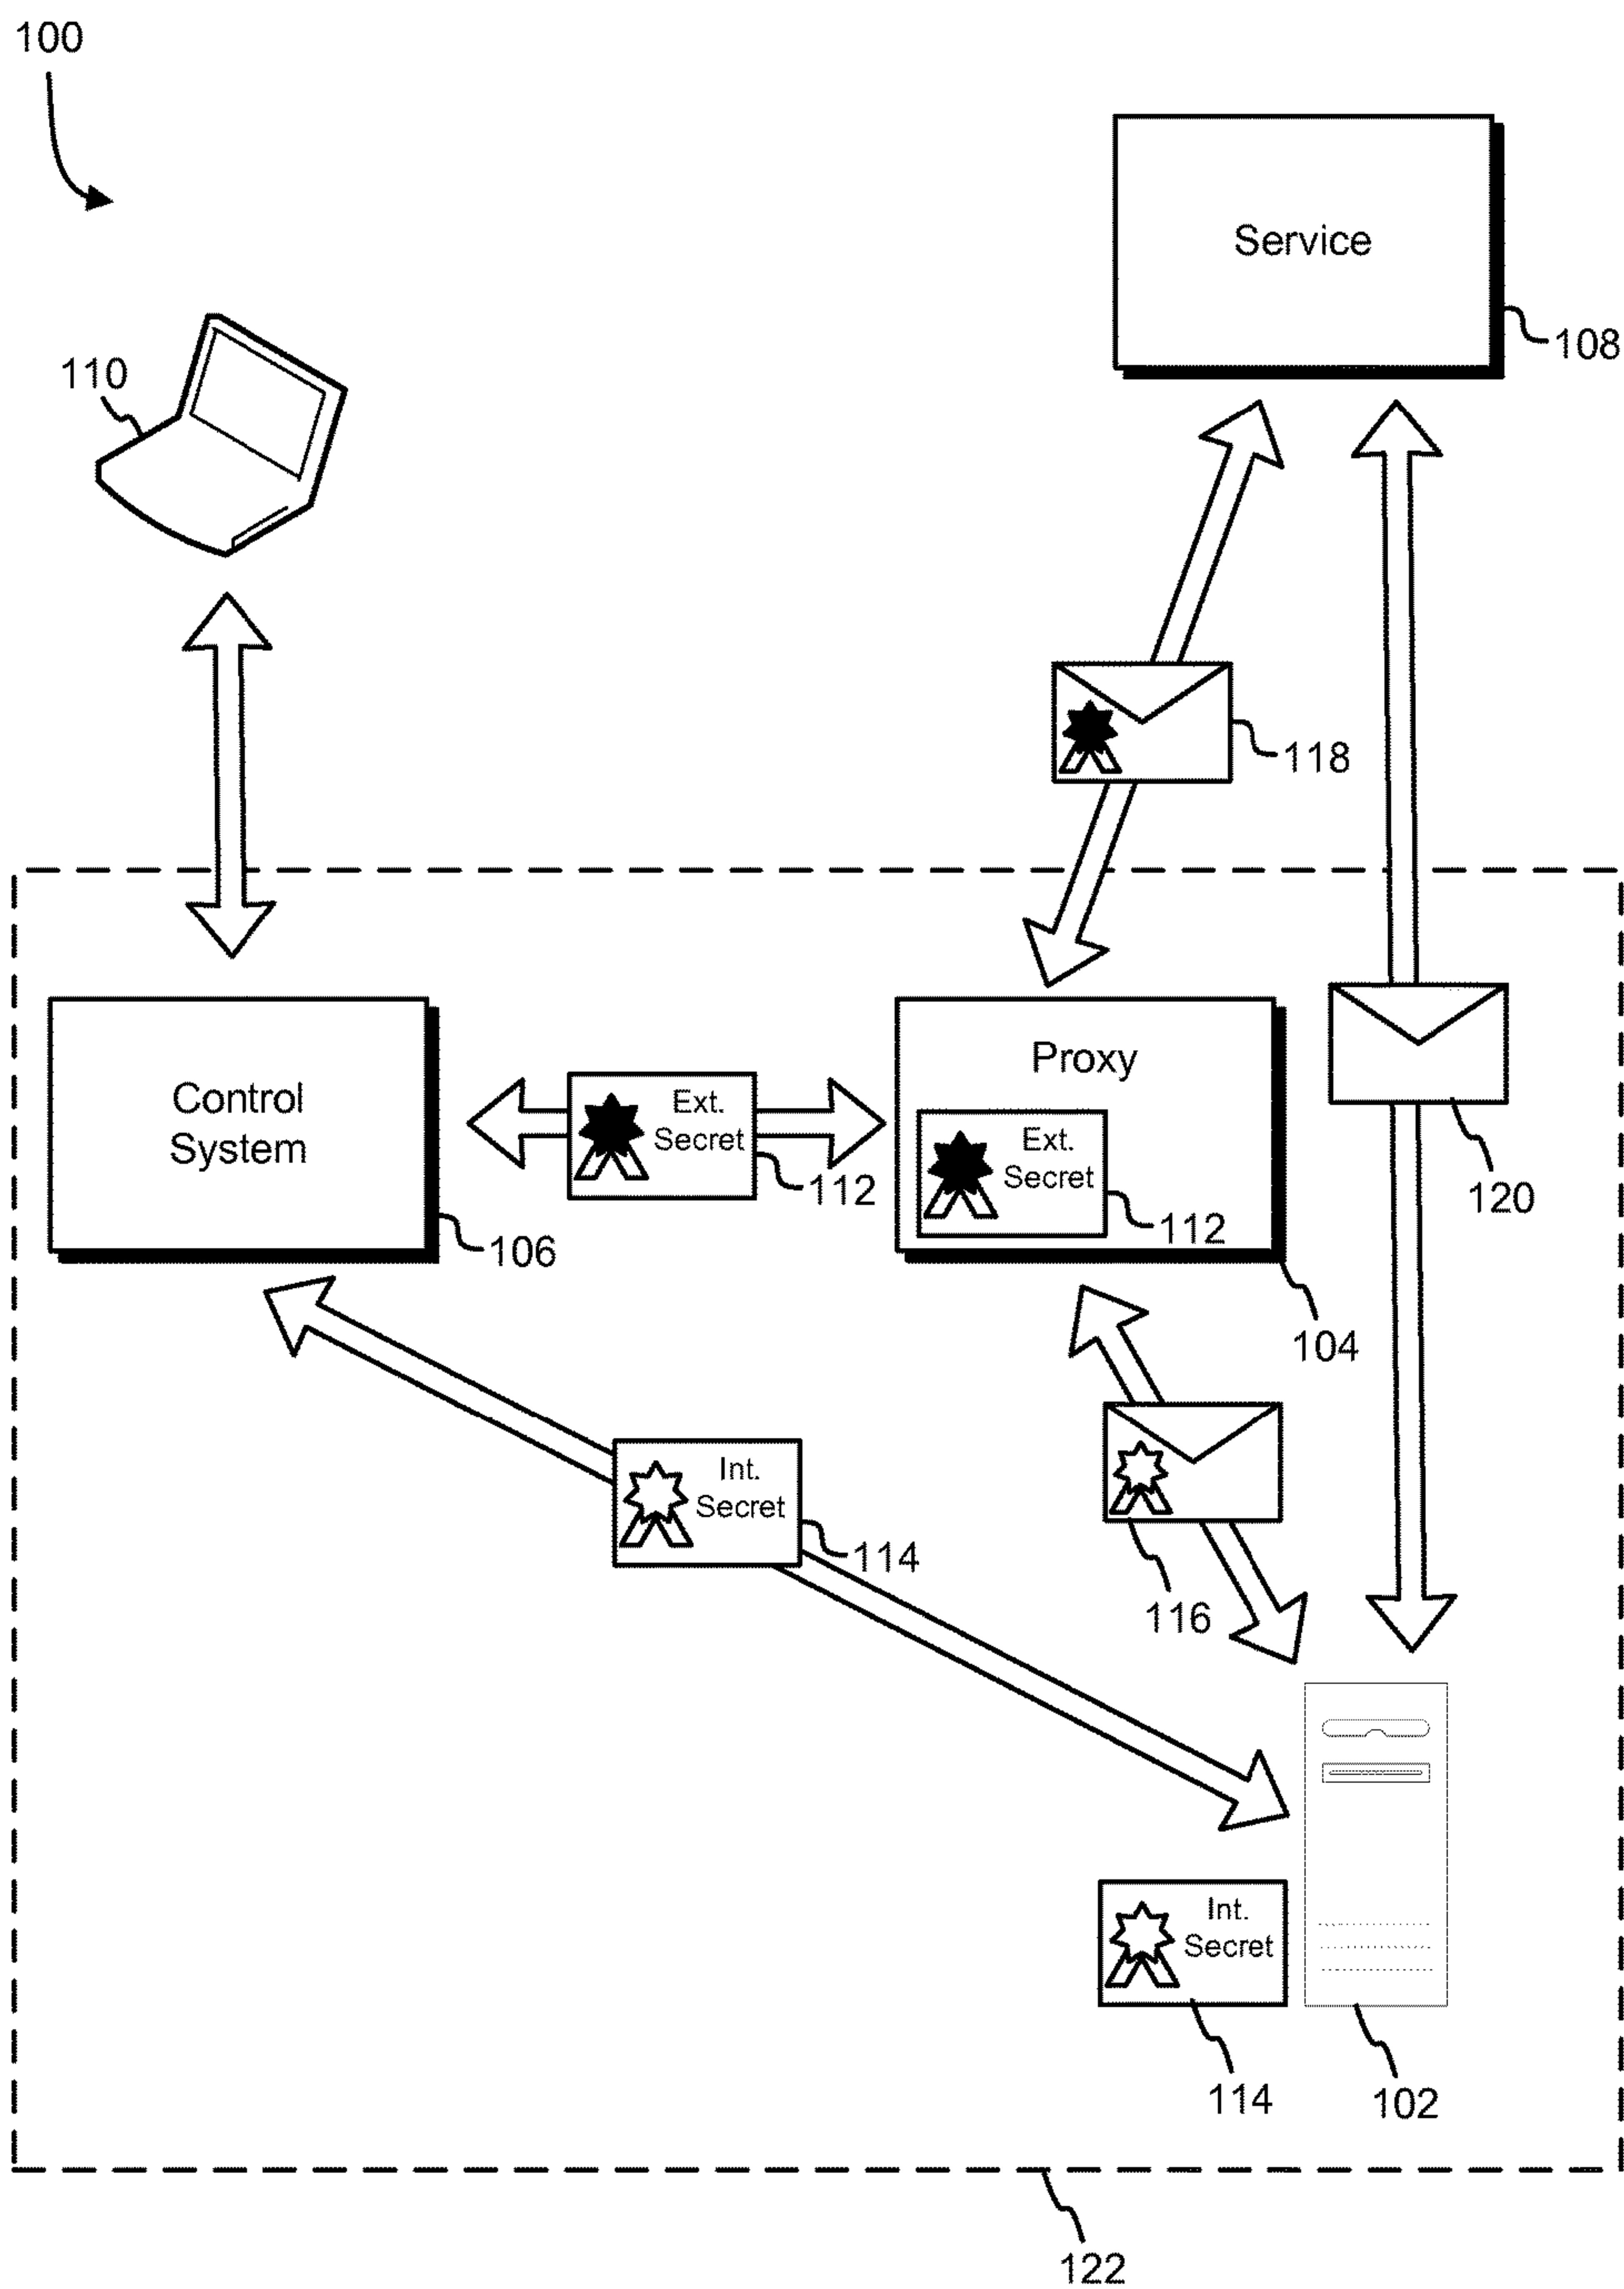 100
Service
108
110
118
Control
System
106
Ext.
Secret
112
Proxy
Ext.
Secret
112
104
120
Int.
Secret
114
116
Int.
Secret
114
102
122